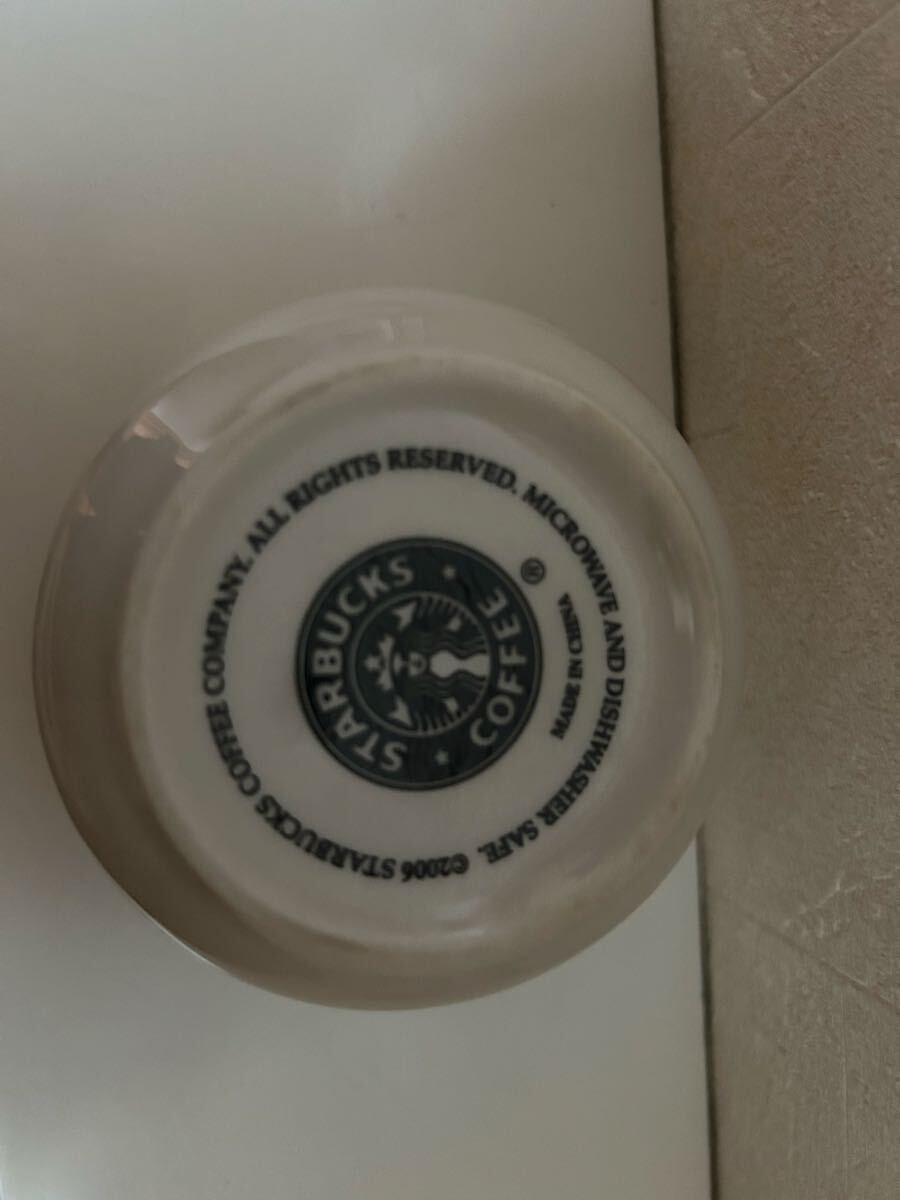 ©2006 STARBUCKS COFFEE COMPANY. ALL RIGHTS RESERVED. MICROWAVE AND DISHWASHER SAFE.
MADE IN CHINA
STARBUCKS
COFFEE
®